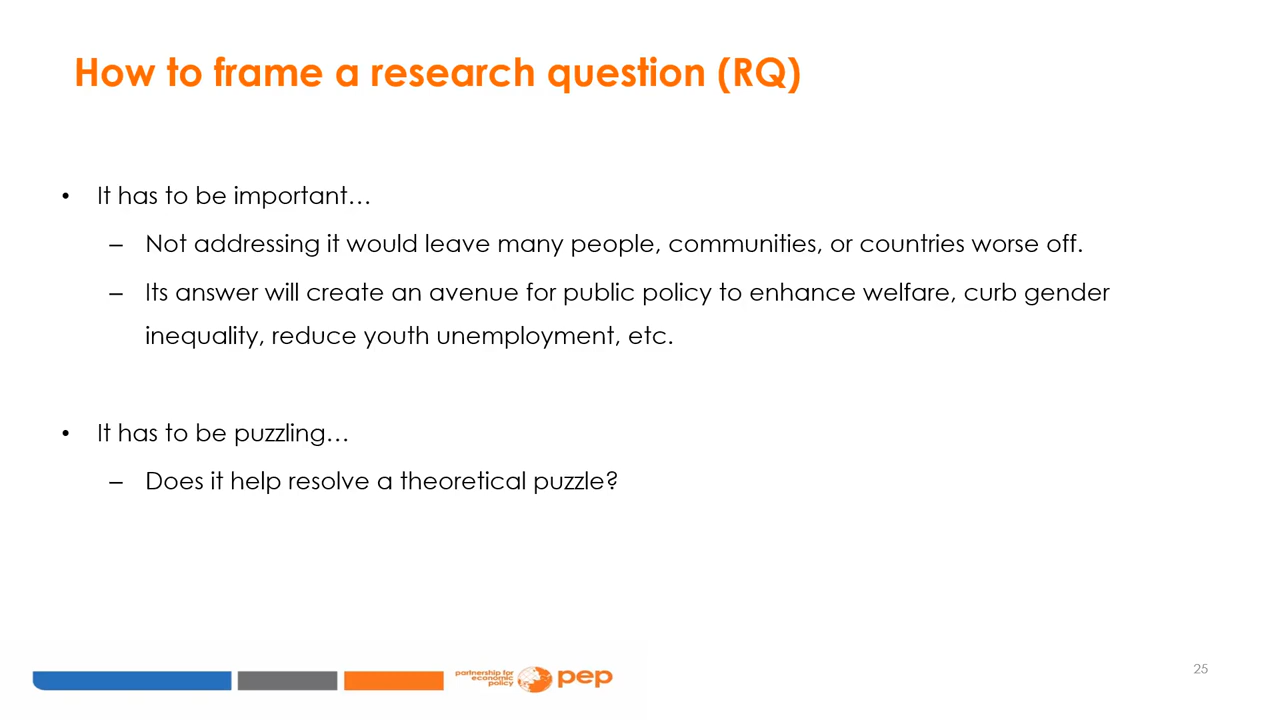 How to frame a research question (RQ)
• It has to be important…
– Not addressing it would leave many people, communities, or countries worse off.
– Its answer will create an avenue for public policy to enhance welfare, curb gender
inequality, reduce youth unemployment, etc.
• It has to be puzzling…
– Does it help resolve a theoretical puzzle?
partnership for
economic
policy
pep
25